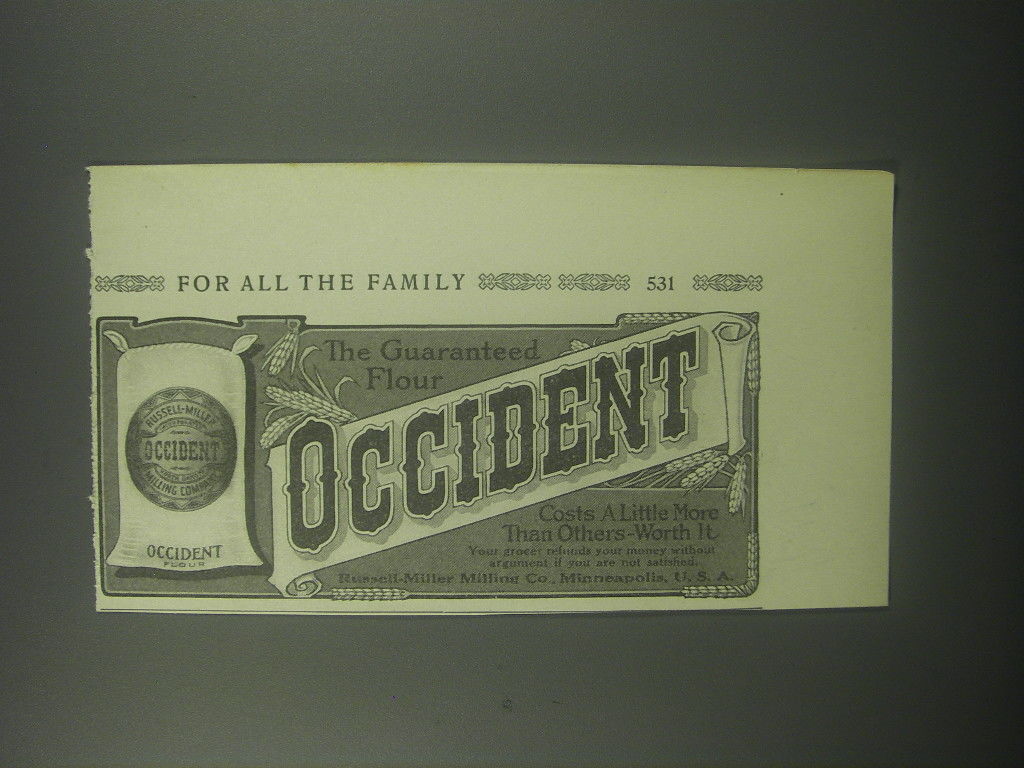 FOR ALL THE FAMILY 531
The Guaranteed
Flour
OCCIDENT
RUSSELL-MILLER
OCCIDENT
MILLING COMPANY
OCCIDENT
FLOUR
Costs A Little More
Than Others-Worth It
Your grocer refunds your money without
argument if you are not satisfied.
Russell-Miller Milling Co., Minneapolis, U. S. A.